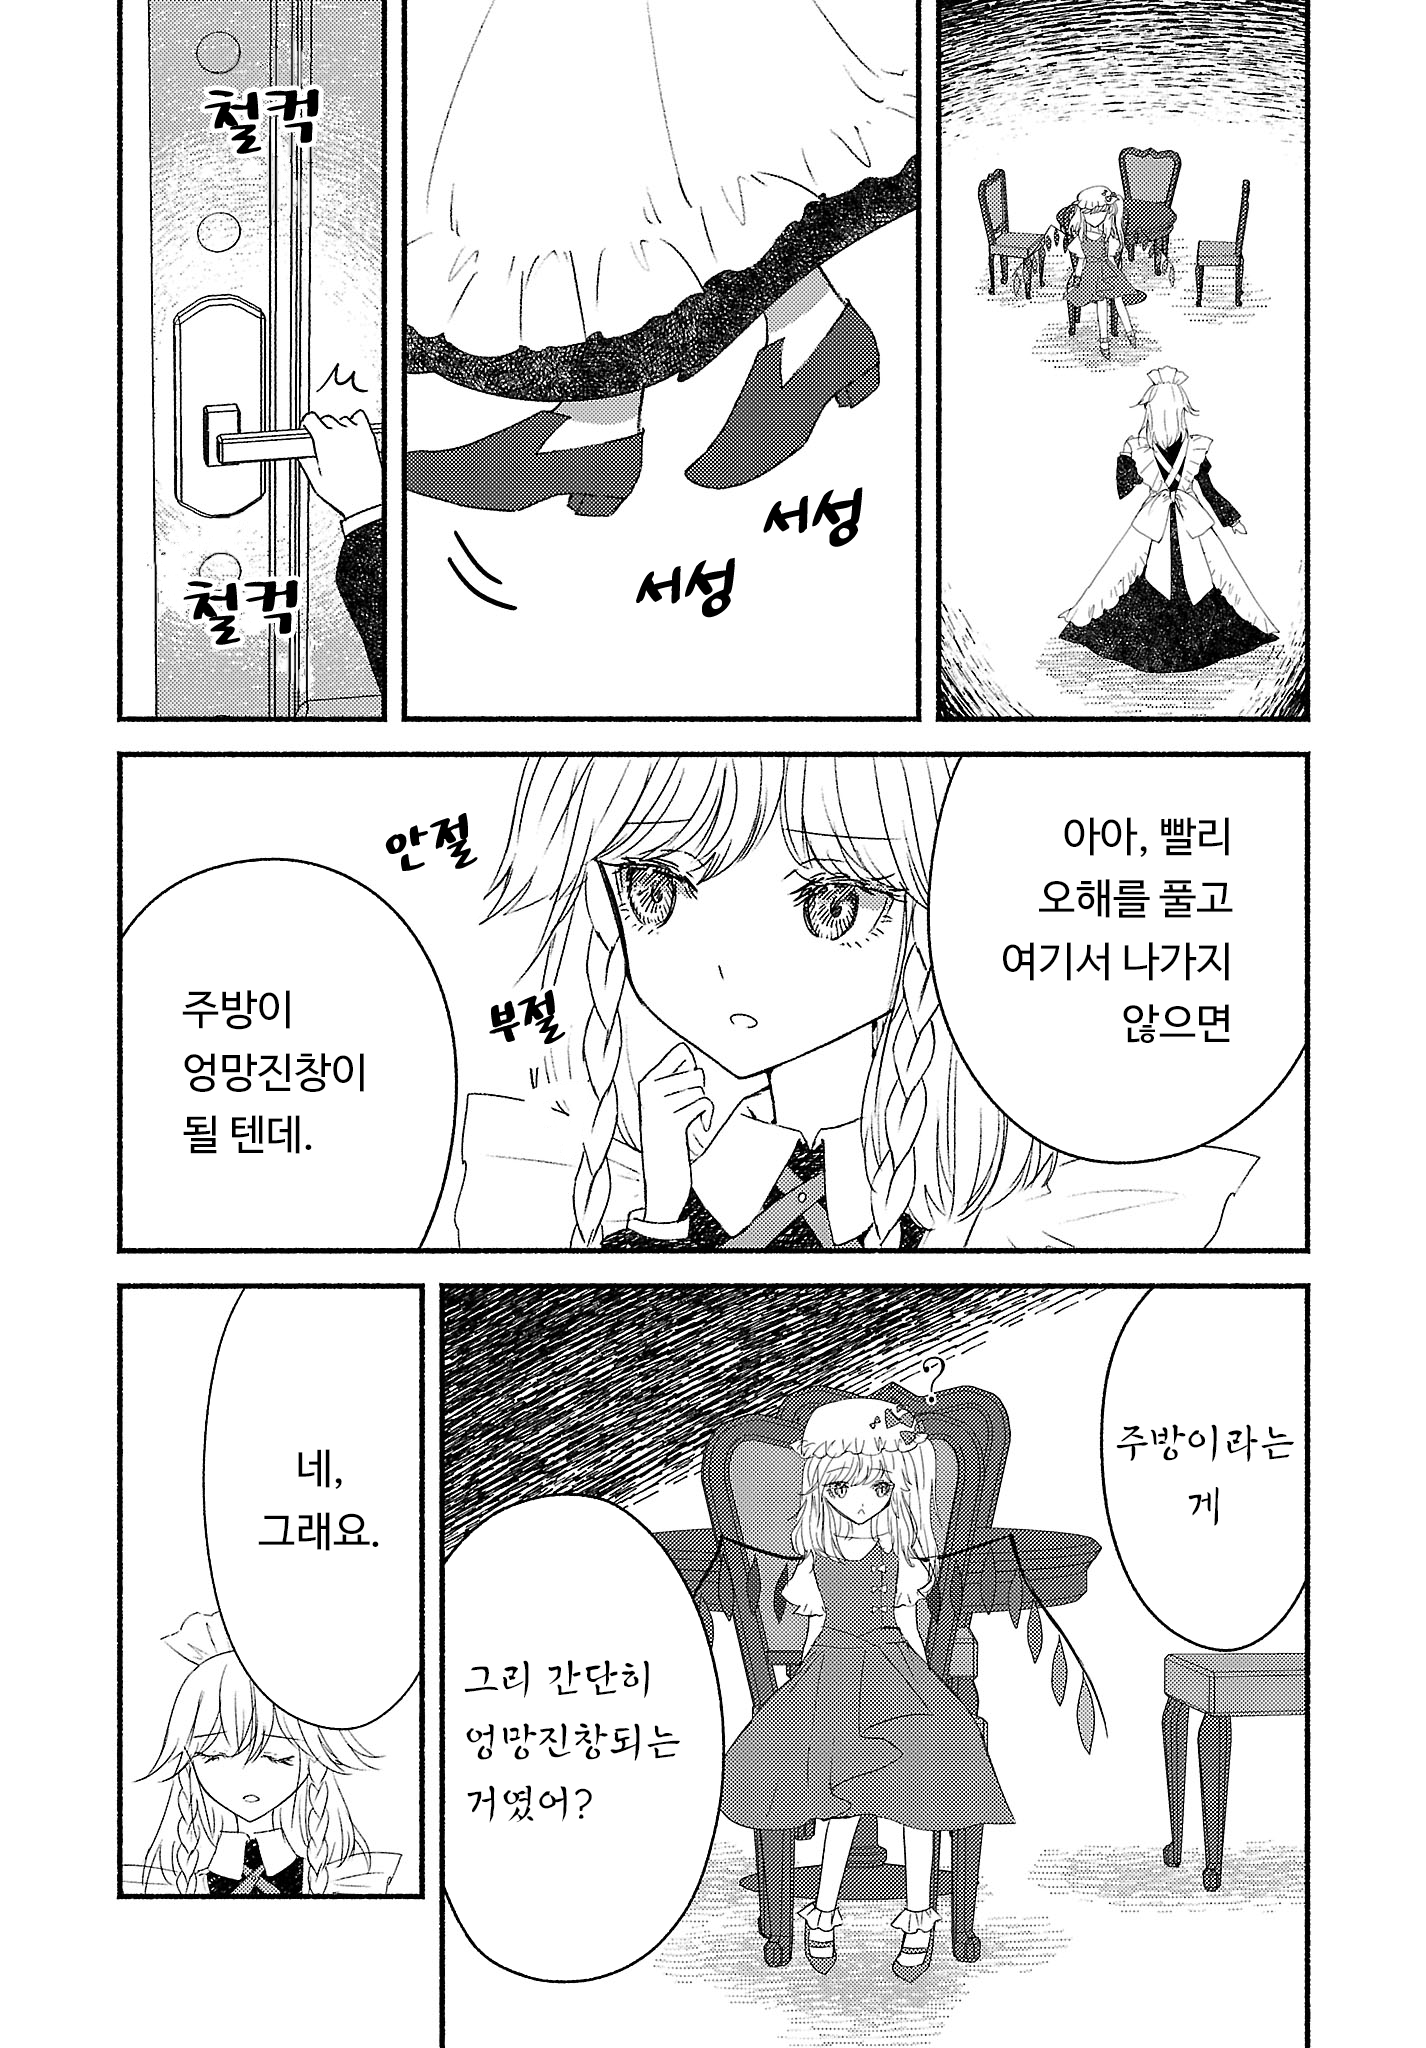 서성
서성
철컥
철컥
아아, 빨리
오해를 풀고
여기서 나가지
않으면
안절
부절
주방이
엉망진창이
될 텐데.
주방이라는
게
?
그리 간단히
엉망진창되는
거였어?
네,
그래요.